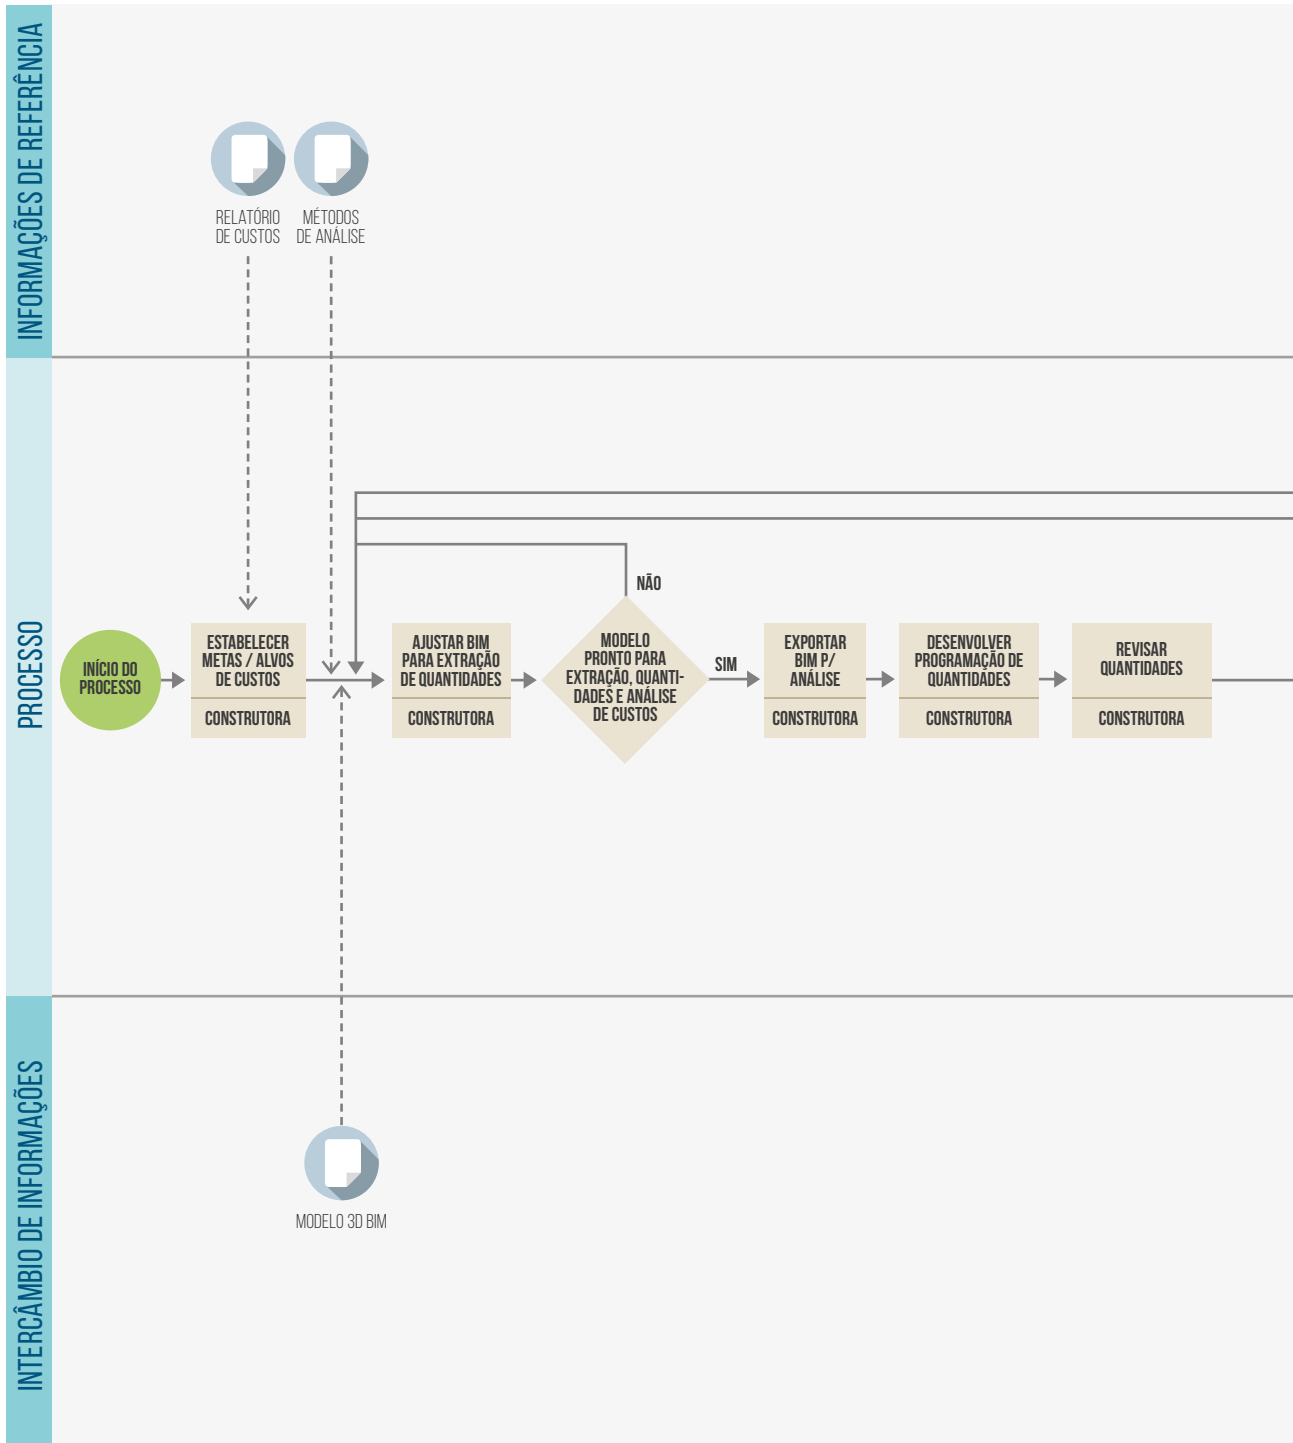 INFORMAÇÕES DE REFERÊNCIA
RELATÓRIO
DE CUSTOS
MÉTODOS
DE ANÁLISE
PROCESSO
INÍCIO DO
PROCESSO
ESTABELECER
METAS / ALVOS
DE CUSTOS
CONSTRUTORA
AJUSTAR BIM
PARA EXTRAÇÃO
DE QUANTIDADES
CONSTRUTORA
NÃO
MODELO
PRONTO PARA
EXTRAÇÃO, QUANTI-
DADES E ANÁLISE
DE CUSTOS
SIM
EXPORTAR
BIM P/
ANÁLISE
CONSTRUTORA
DESENVOLVER
PROGRAMAÇÃO DE
QUANTIDADES
CONSTRUTORA
REVISAR
QUANTIDADES
CONSTRUTORA
INTERCÂMBIO DE INFORMAÇÕES
MODELO 3D BIM